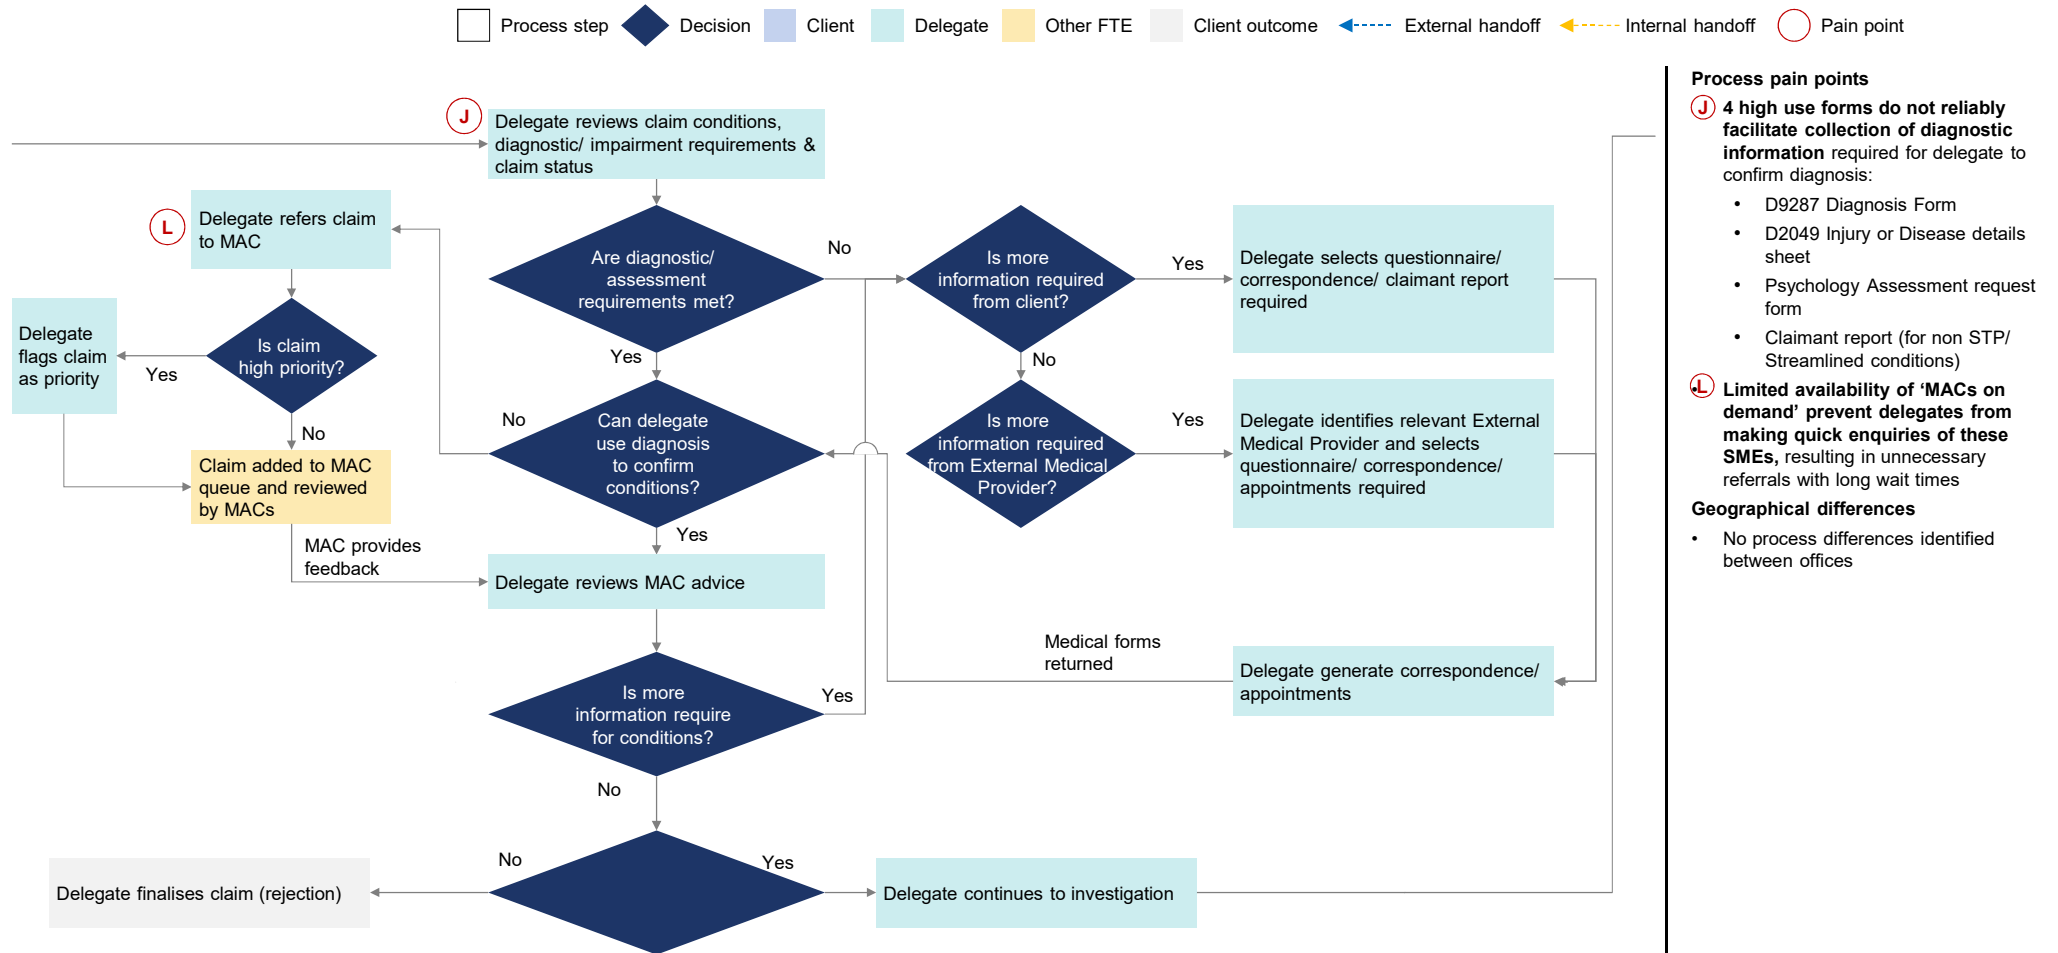 Process step
Decision
Client
Delegate
Other FTE
Client outcome
External handoff
Internal handoff
Pain point
J
Delegate reviews claim conditions,
diagnostic/ impairment requirements &
claim status
L
Delegate refers claim
to MAC
Are diagnostic/
assessment
requirements met?
No
Is more
information required
from client?
Yes
Delegate selects questionnaire/
correspondence/ claimant report
required
Delegate
flags claim
as priority
Yes
Is claim
high priority?
Yes
No
No
Can delegate
use diagnosis
to confirm
conditions?
Is more
information required
from External Medical
Provider?
Yes
Delegate identifies relevant External
Medical Provider and selects
questionnaire/ correspondence/
appointments required
No
Claim added to MAC
queue and reviewed
by MACs
MAC provides
feedback
Yes
Delegate reviews MAC advice
Medical forms
returned
Delegate generate correspondence/
appointments
Is more
information require
for conditions?
Yes
No
No
Yes
Delegate finalises claim (rejection)
Delegate continues to investigation
Process pain points
J 4 high use forms do not reliably
facilitate collection of diagnostic
information required for delegate to
confirm diagnosis:
• D9287 Diagnosis Form
• D2049 Injury or Disease details
sheet
• Psychology Assessment request
form
• Claimant report (for non STP/
Streamlined conditions)
• L Limited availability of ‘MACs on
demand’ prevent delegates from
making quick enquiries of these
SMEs, resulting in unnecessary
referrals with long wait times
Geographical differences
• No process differences identified
between offices